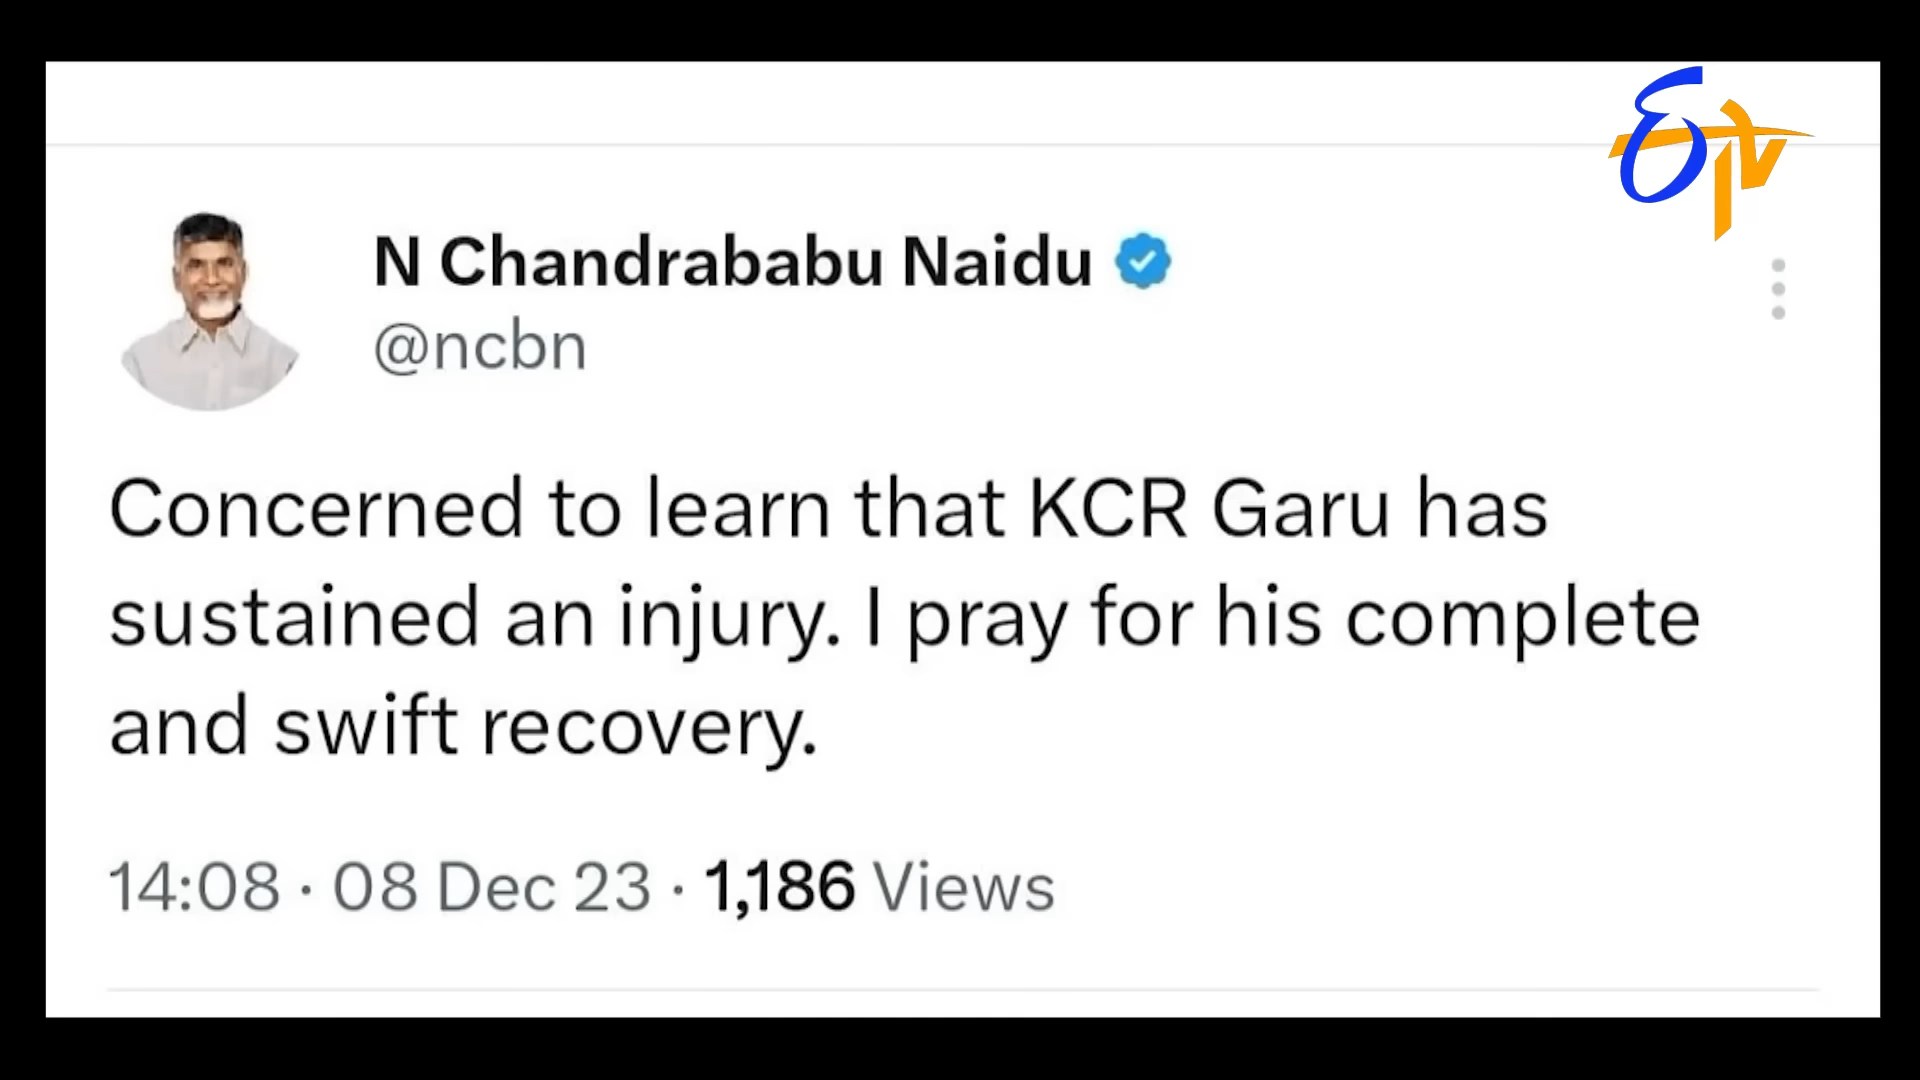 ETV
N Chandrababu Naidu
@ncbn
Concerned to learn that KCR Garu has
sustained an injury. I pray for his complete
and swift recovery.
14:08 · 08 Dec 23 · 1,186 Views